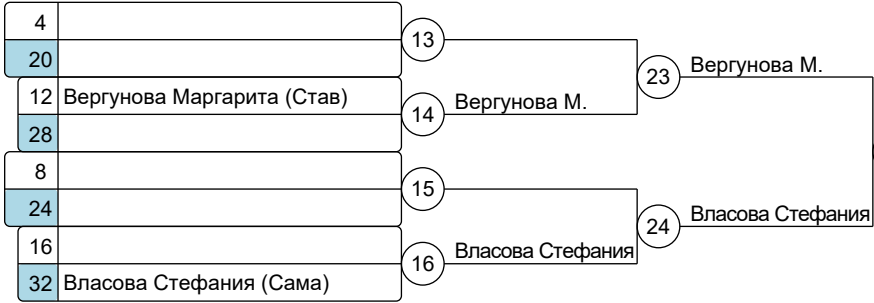 4
13
20
23 Вергунова М.
12 Вергунова Маргарита (Став)
14 Вергунова М.
28
8
15
24
24 Власова Стефания
16
16 Власова Стефания
32 Власова Стефания (Сама)